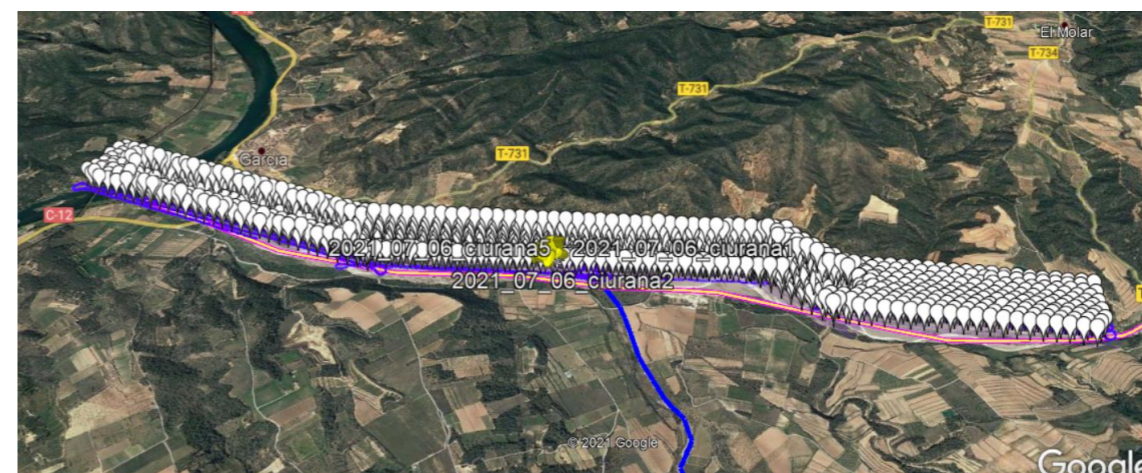 T-731
El Molar
T-734
T-731
T-731
Garcia
C-12
2021_07_06_ciurana5
2021_07_06_ciurana1
2021_07_06_ciurana2
© 2021 Google
Google